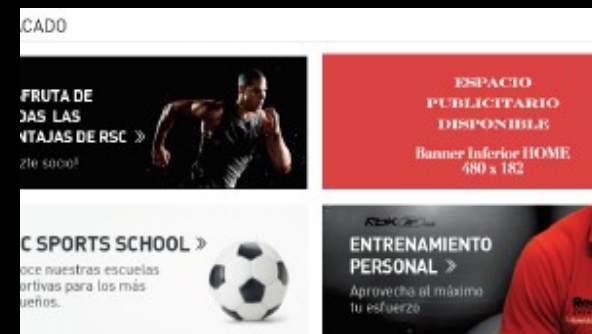 CADO
FRUTA DE
DAS LAS
NTAJAS DE RSC »
zte socio!
ESPACIO
PUBLICITARIO
DISPONIBLE
Banner Inferior HOME
480 x 182
C SPORTS SCHOOL »
oce nuestras escuelas
ortivas para los más
ueños.
RBK
ENTRENAMIENTO
PERSONAL »
Aprovecha al máximo
tu esfuerzo